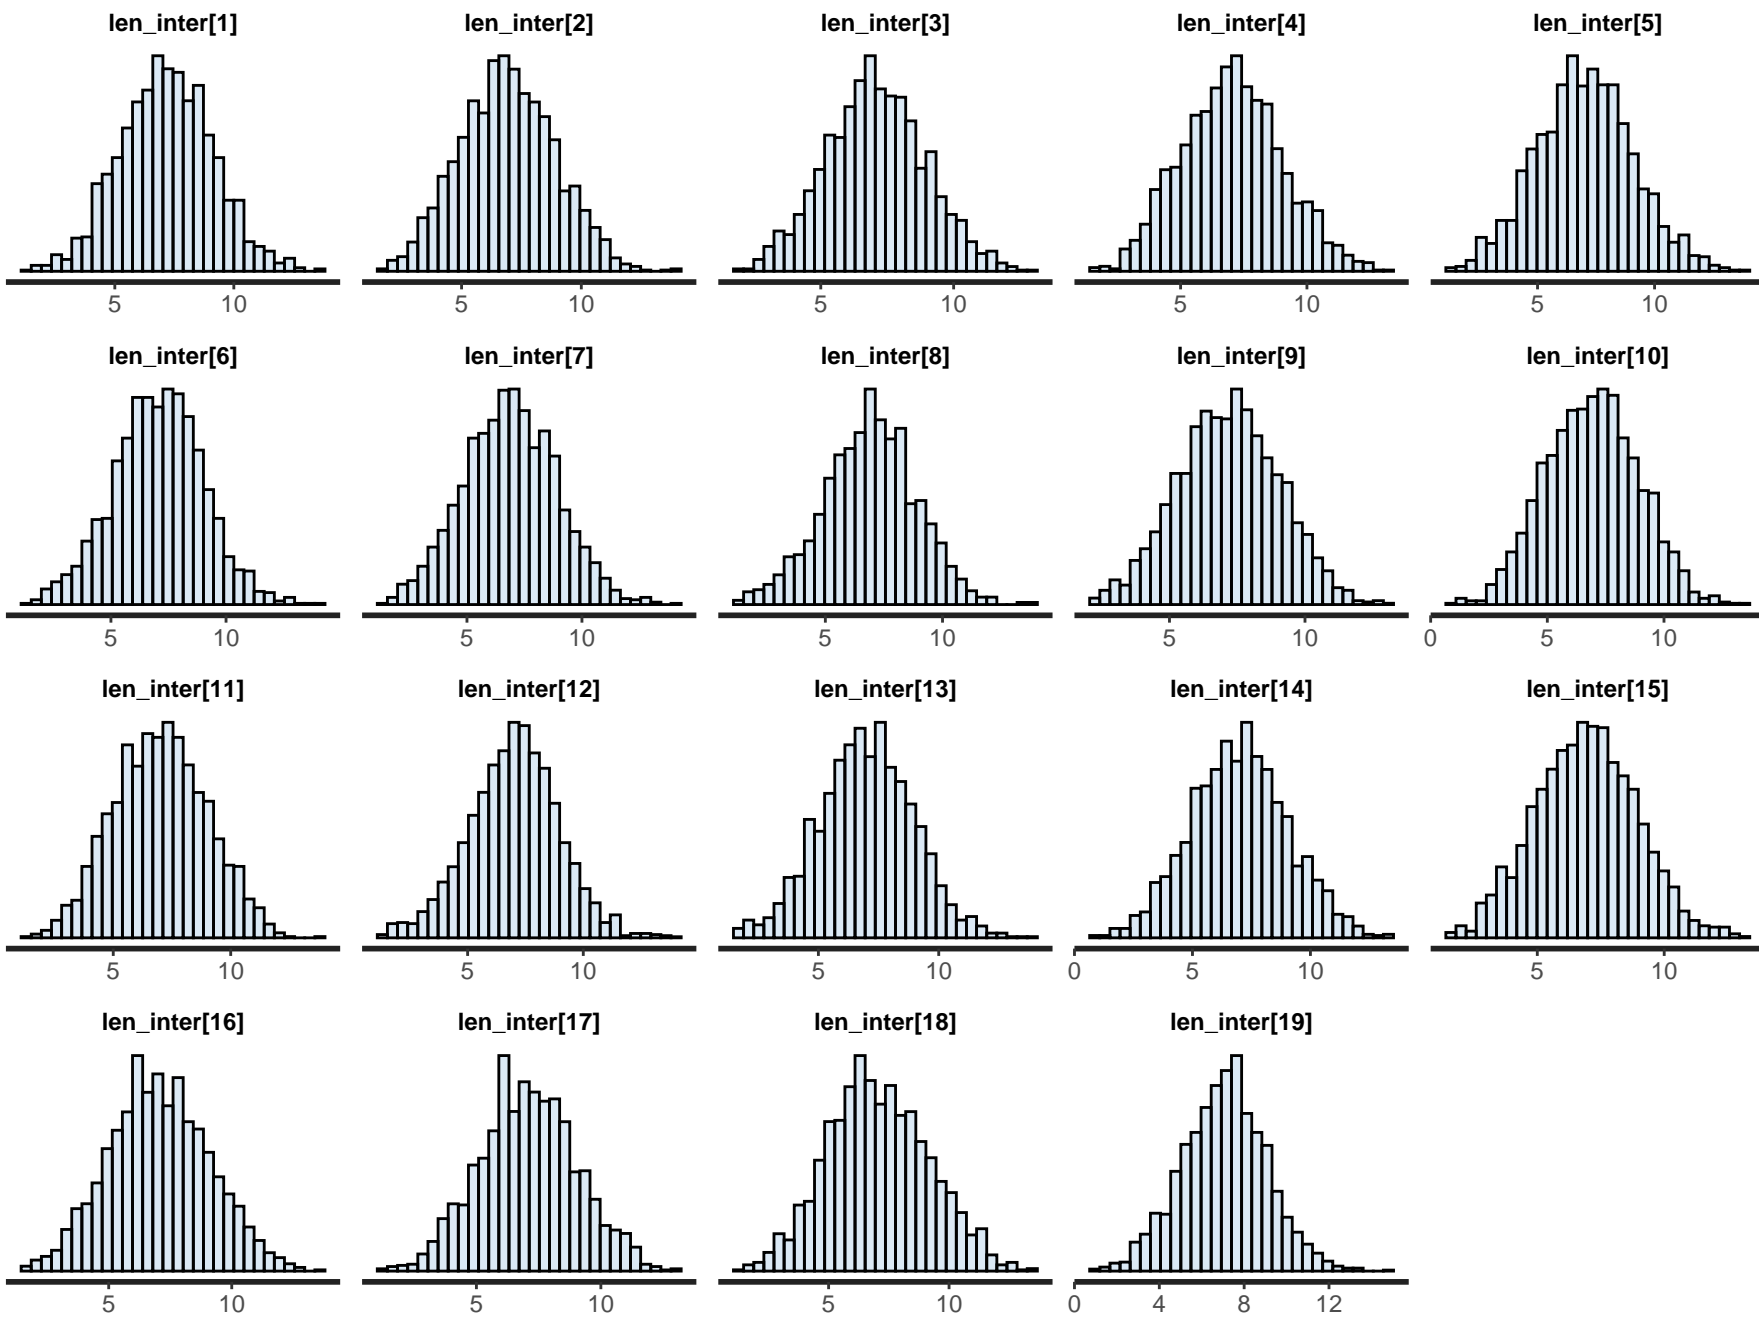 len_inter[1] len_inter[2] len_inter[3] len_inter[4] len_inter[5]
5 10 5 10 5 10 5 10 5 10
len_inter[6] len_inter[7] len_inter[8] len_inter[9] len_inter[10]
5 10 5 10 5 10 5 10 0 5 10
len_inter[11] len_inter[12] len_inter[13] len_inter[14] len_inter[15]
5 10 5 10 5 10 0 5 10 5 10
len_inter[16] len_inter[17] len_inter[18] len_inter[19]
5 10 5 10 5 10 0 4 8 12